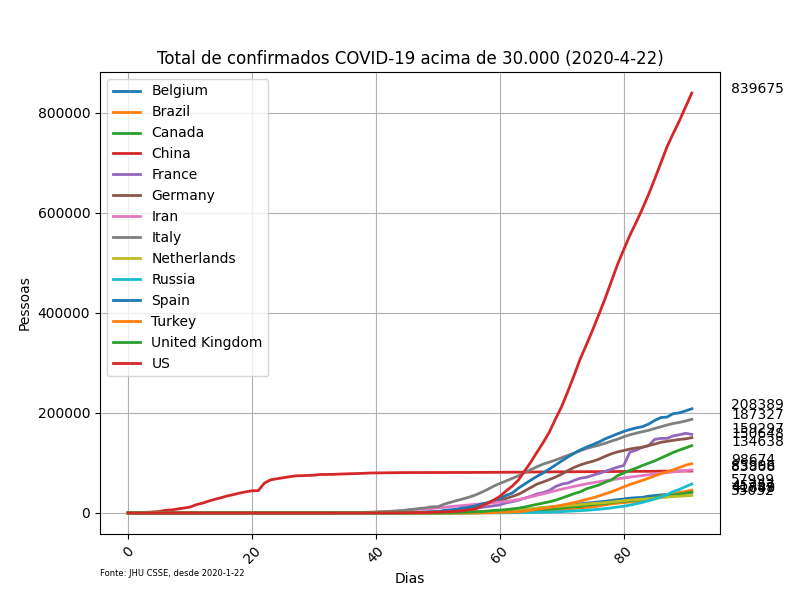 Total de confirmados COVID-19 acima de 30.000 (2020-4-22)
Belgium
Brazil
Canada
China
France
Germany
Iran
Italy
Netherlands
Russia
Spain
Turkey
United Kingdom
US
Pessoas
800000
600000
400000
200000
0
839675
208389
187327
134638
98674
57999
0
20
40
60
80
Dias
Fonte: JHU CSSE, desde 2020-1-22